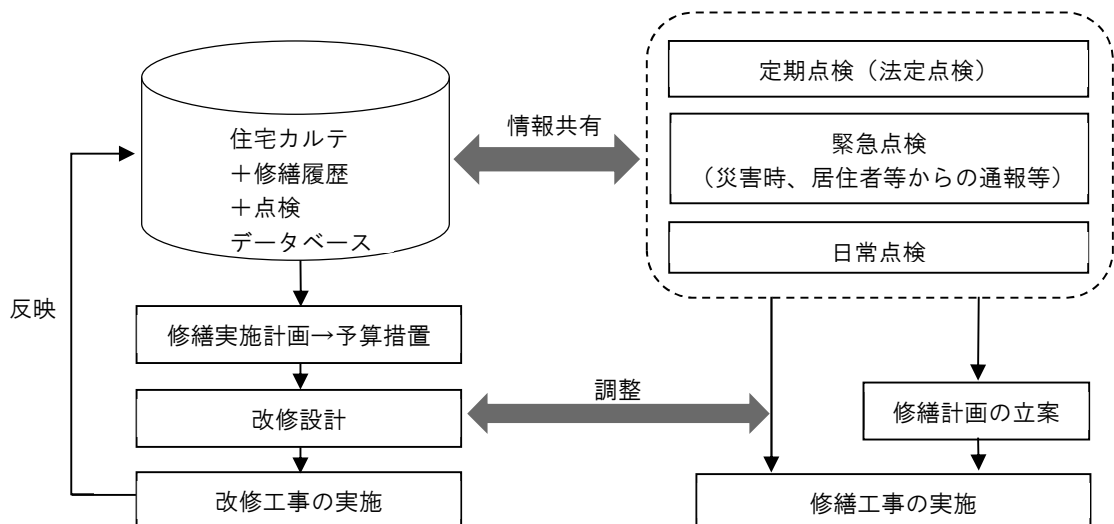 住宅カルテ
＋修繕履歴
＋点検
データベース
情報共有
定期点検（法定点検）
緊急点検
（災害時、居住者等からの通報等）
日常点検
反映
修繕実施計画→予算措置
改修設計
調整
修繕計画の立案
改修工事の実施
修繕工事の実施